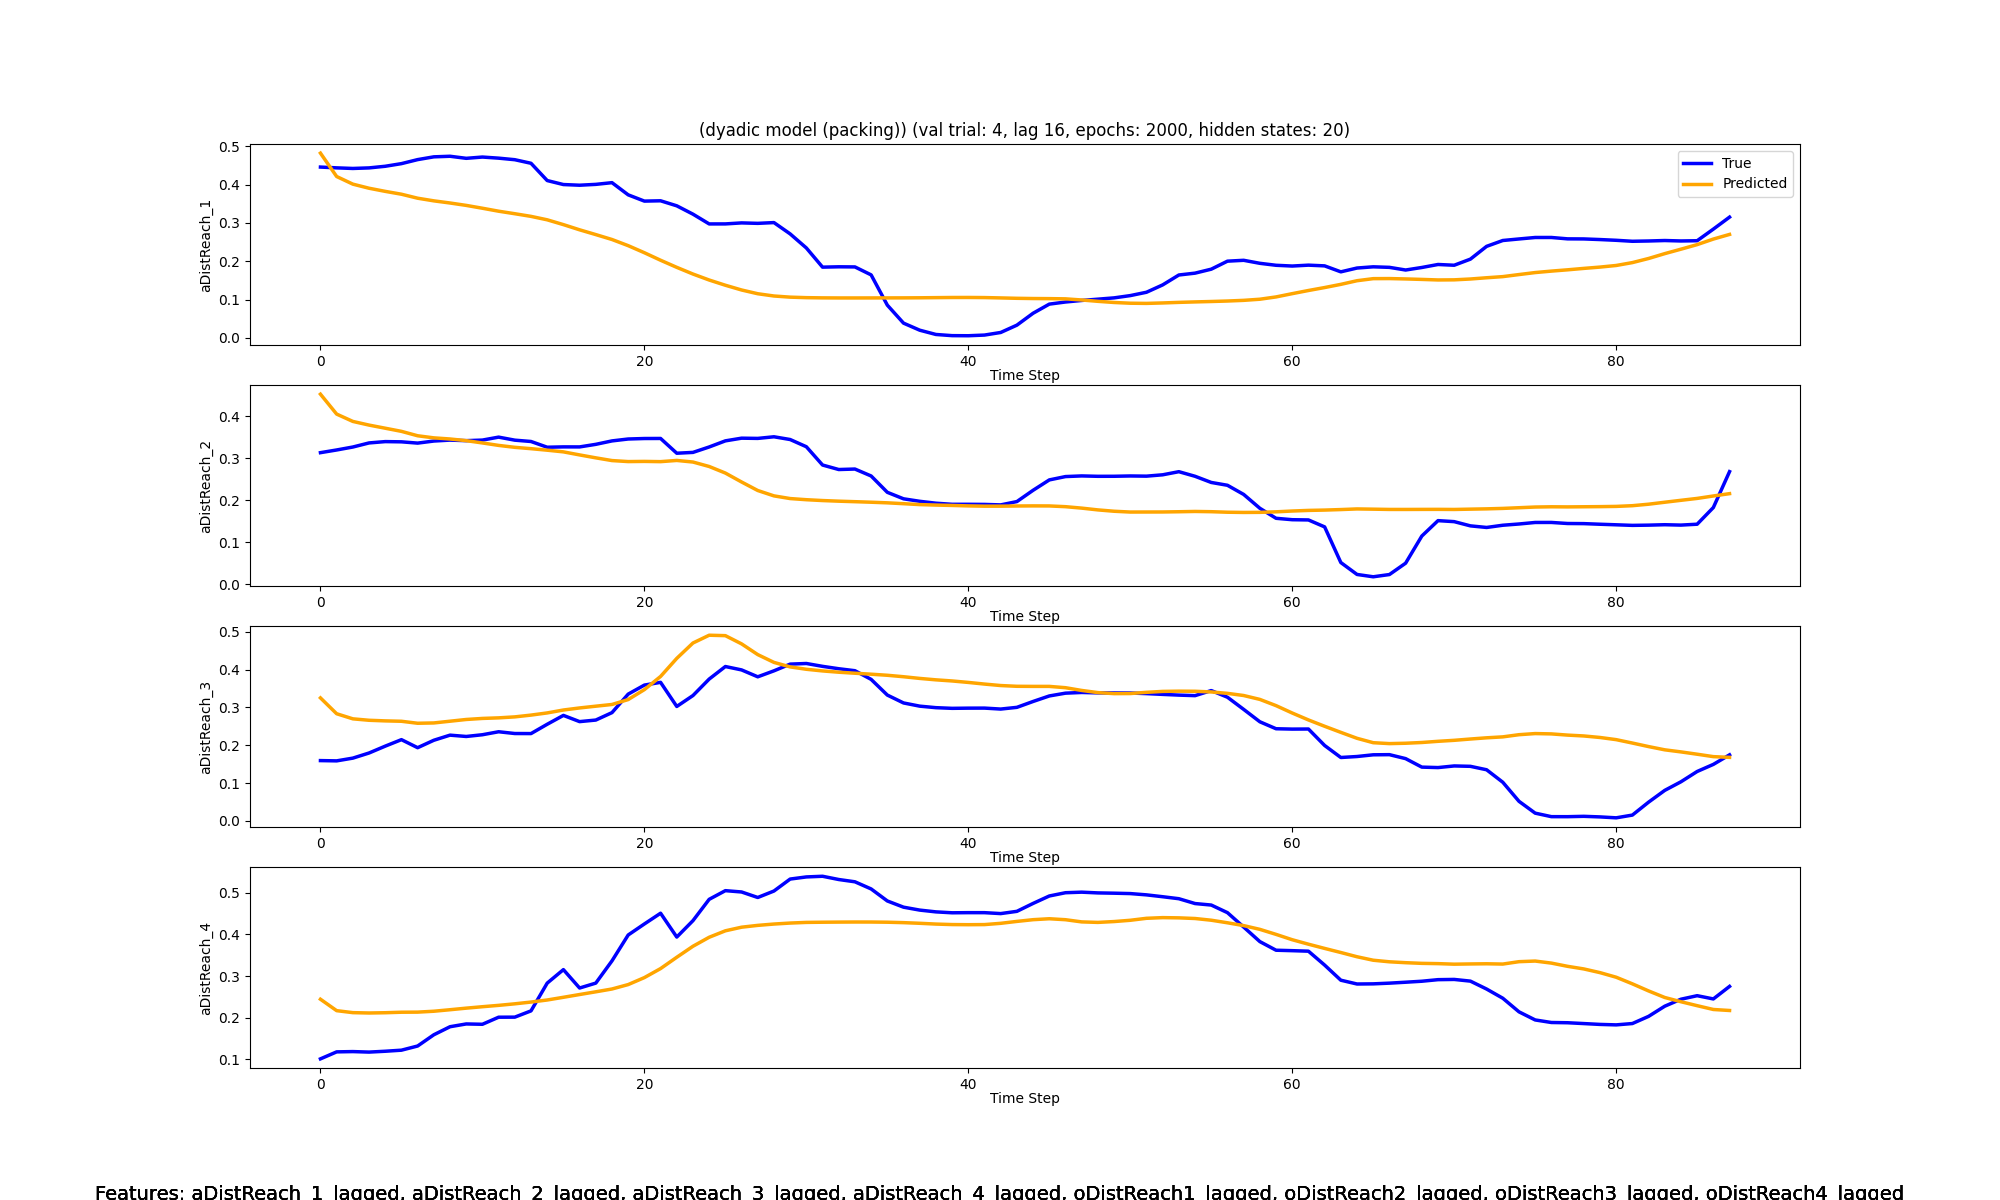 (dyadic model (packing)) (val trial: 4, lag 16, epochs: 2000, hidden states: 20)
True
Predicted
aDistReach_1
0.5
0.4
0.3
0.2
0.1
0.0
0 20 40 60 80
Time Step
aDistReach_2
0.4
0.3
0.2
0.1
0.0
0 20 40 60 80
Time Step
aDistReach_3
0.5
0.4
0.3
0.2
0.1
0.0
0 20 40 60 80
Time Step
aDistReach_4
0.5
0.4
0.3
0.2
0.1
0 20 40 60 80
Time Step
Features: aDistReach_1_lagged, aDistReach_2_lagged, aDistReach_3_lagged, aDistReach_4_lagged, oDistReach1_lagged, oDistReach2_lagged, oDistReach3_lagged, oDistReach4_lagged